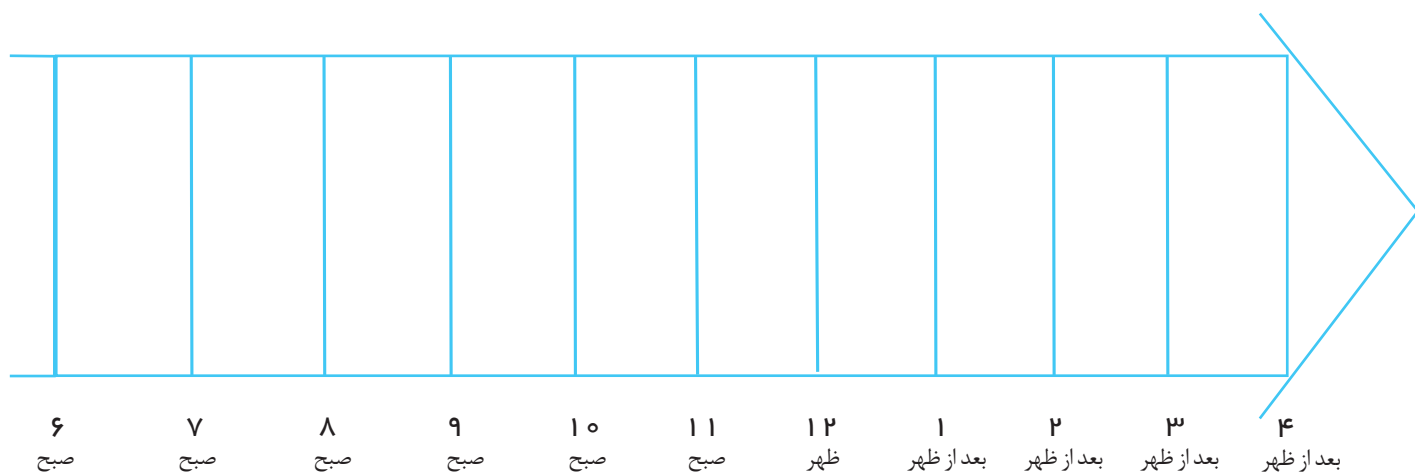 ۶ ۷ ۸ ۹ ۱۰ ۱۱ ۱۲ ۱ ۲ ۳ ۴
صبح صبح صبح صبح صبح صبح ظهر بعد از ظهر بعد از ظهر بعد از ظهر بعد از ظهر